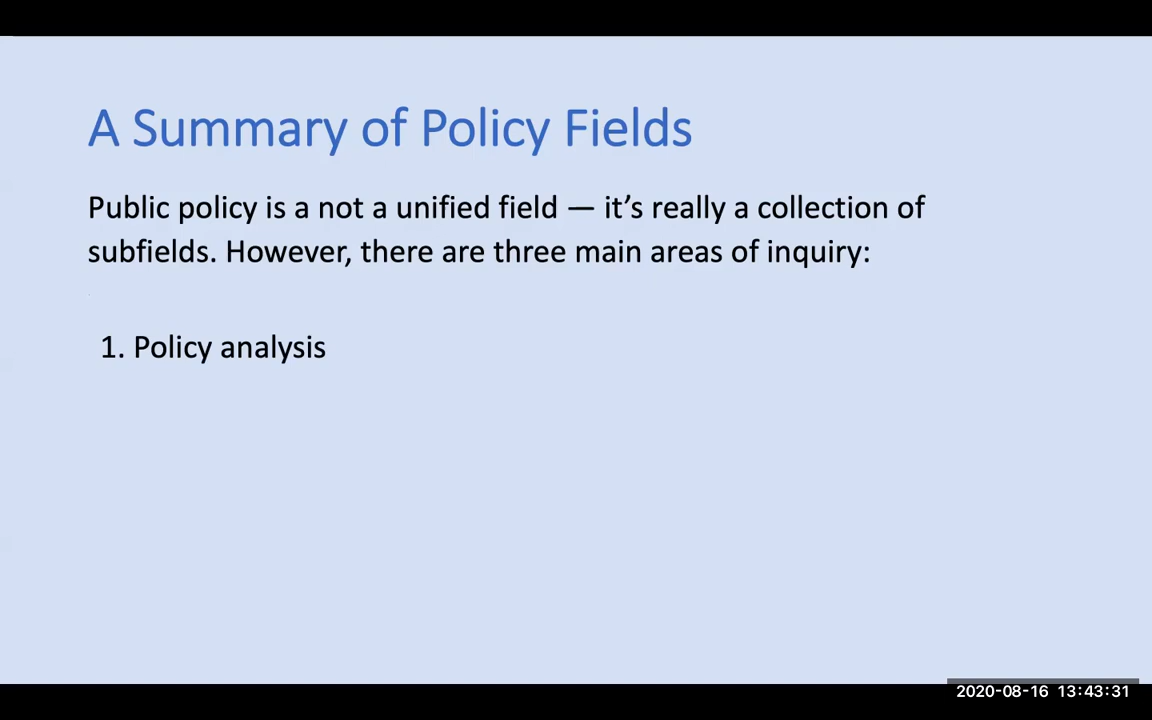 A Summary of Policy Fields
Public policy is a not a unified field — it’s really a collection of
subfields. However, there are three main areas of inquiry:
1. Policy analysis
2020-08-16 13:43:31